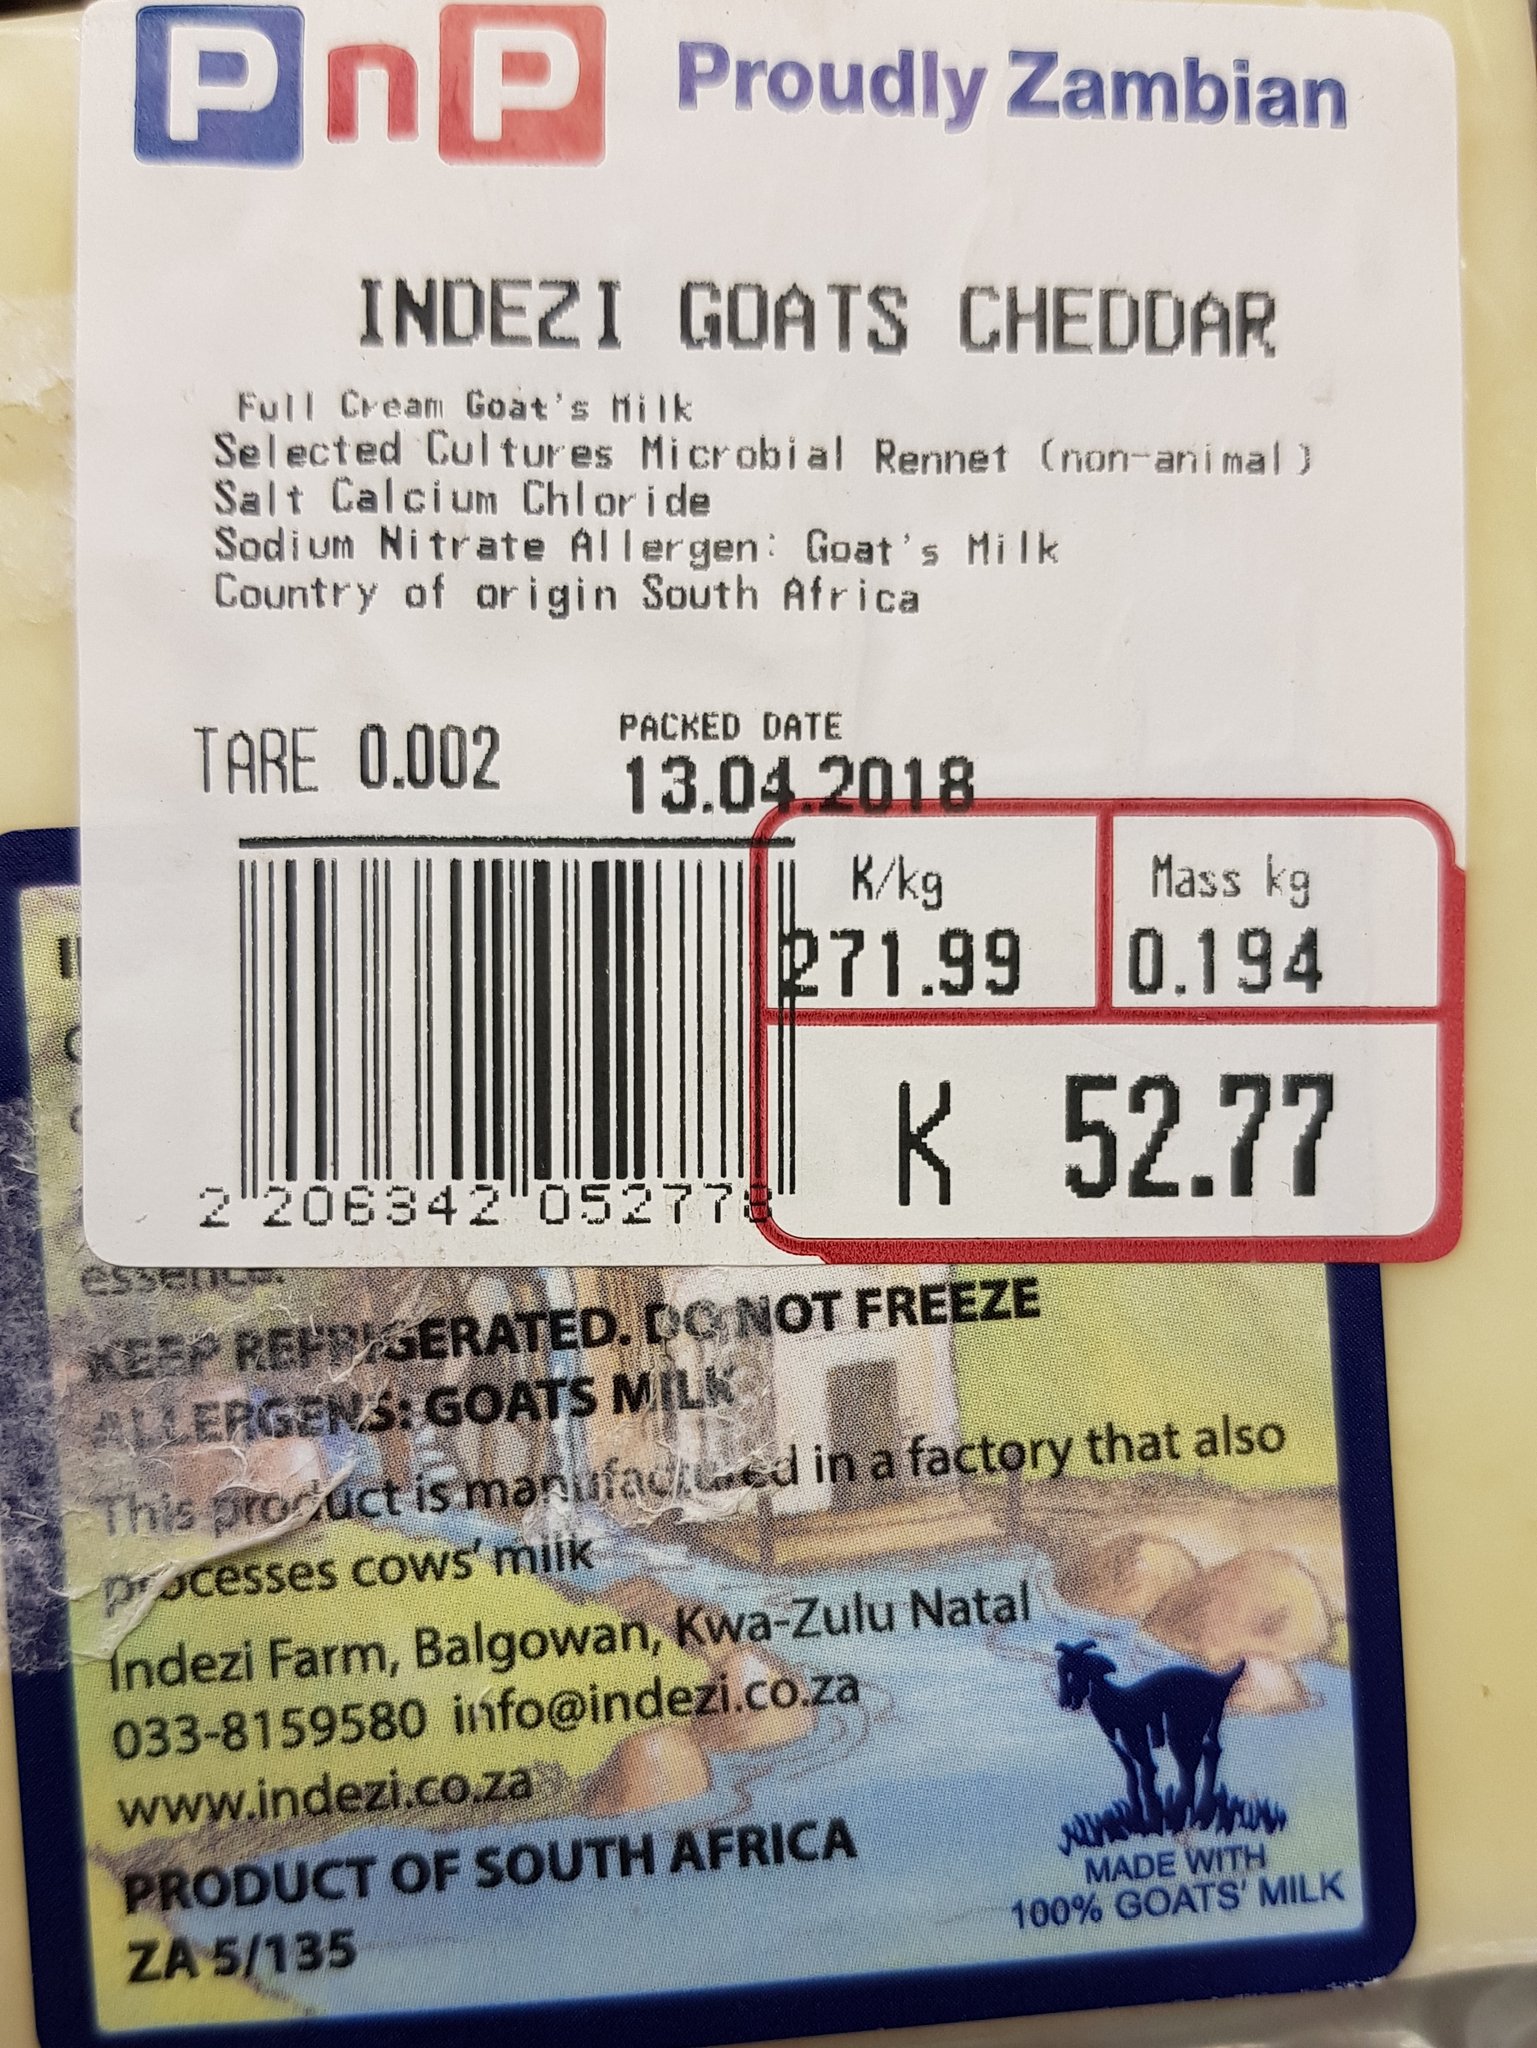 PnP Proudly Zambian
INDEZI GOATS CHEDDAR
Full Cream Goat's Milk
Selected Cultures Microbial Rennet (non-animal)
Salt Calcium Chloride
Sodium Nitrate Allergen: Goat's Milk
Country of origin South Africa
TARE 0.002
PACKED DATE
13.04.2018
K/kg
271.99
Mass kg
0.194
K 52.77
2 206342 052778
essence.
KEEP REFRIGERATED. DO NOT FREEZE
ALLERGENS: GOATS MILK
This product is manufactured in a factory that also
processes cows' milk
Indezi Farm, Balgowan, Kwa-Zulu Natal
033-8159580 info@indezi.co.za
www.indezi.co.za
PRODUCT OF SOUTH AFRICA
ZA 5/135
MADE WITH
100% GOATS' MILK